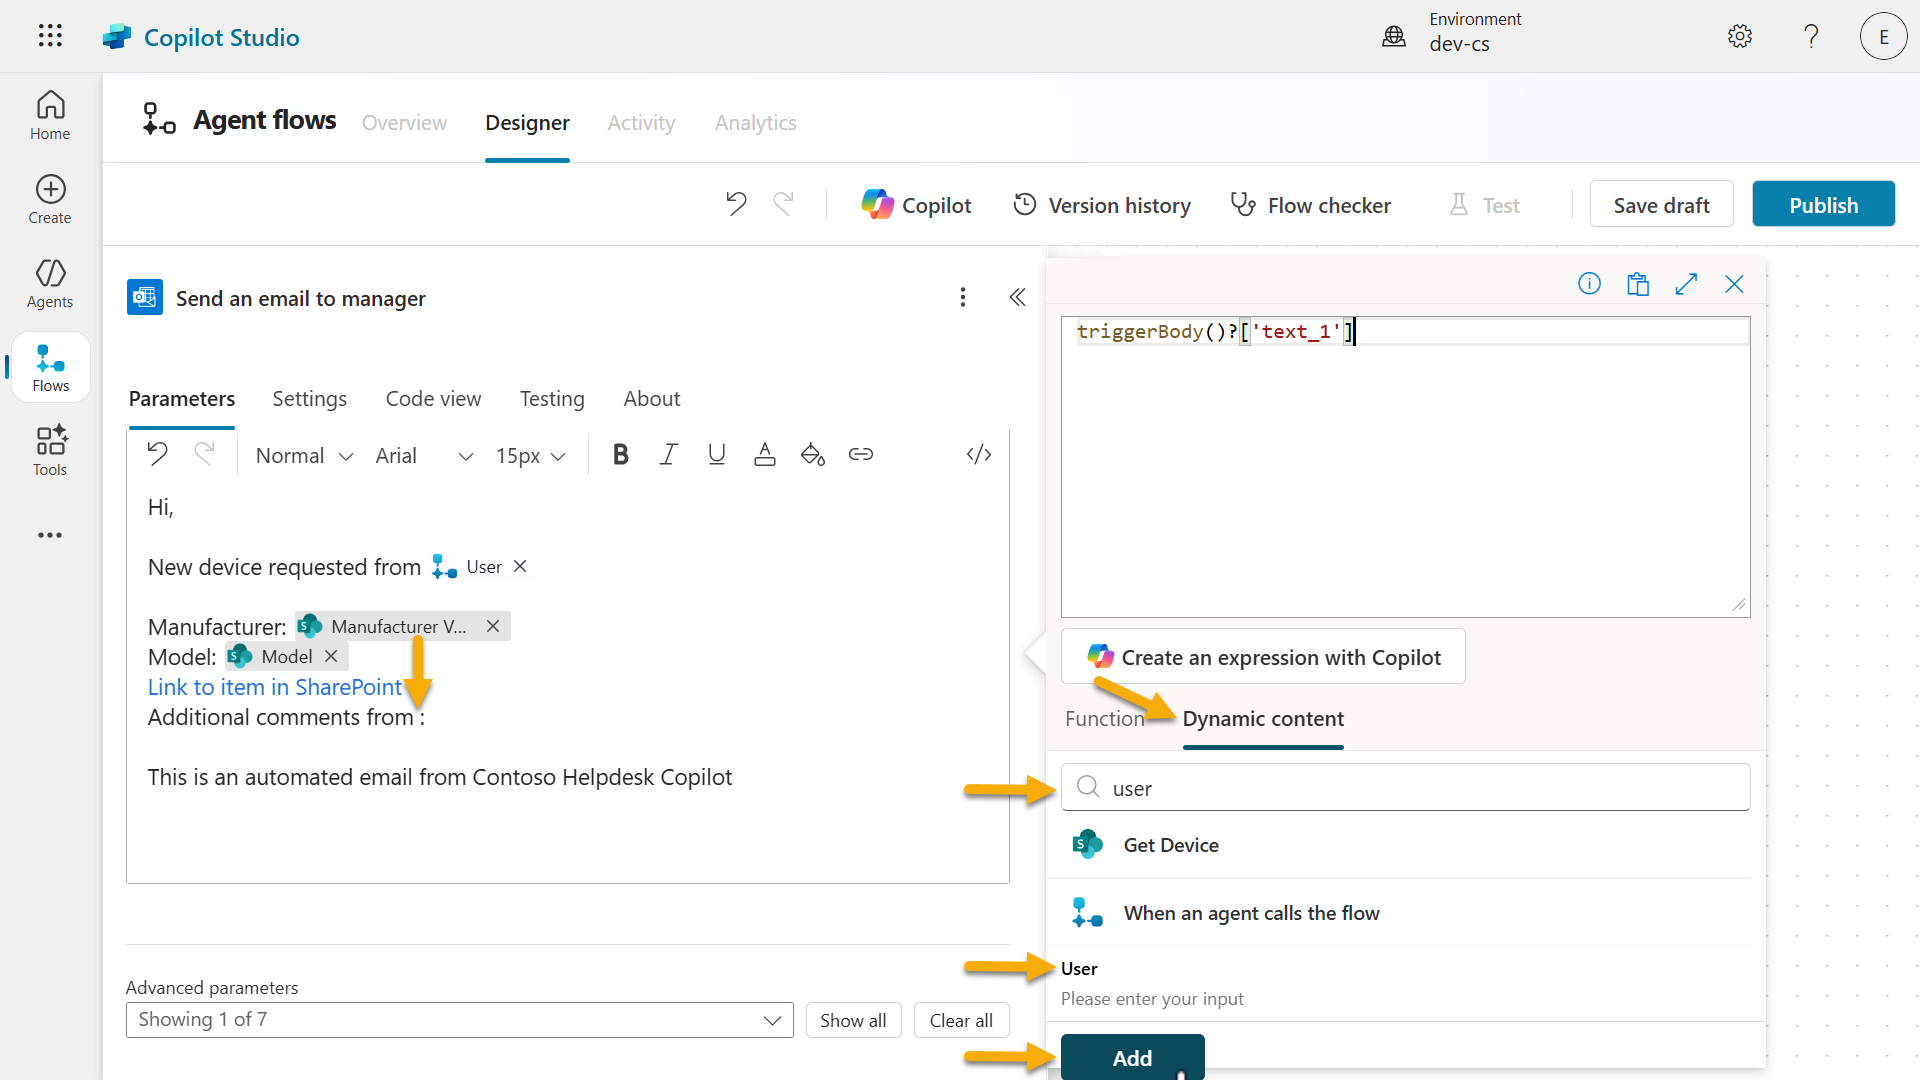 Copilot Studio
Environment
dev-cs
E
Home
Create
Agents
Flows
Tools
Agent flows
Overview
Designer
Activity
Analytics
Copilot
Version history
Flow checker
Test
Save draft
Publish
Send an email to manager
Parameters
Settings
Code view
Testing
About
Normal
Arial
15px
Hi,
New device requested from User
Manufacturer: Manufacturer V...
Model: Model
Link to item in SharePoint
Additional comments from :
This is an automated email from Contoso Helpdesk Copilot
Advanced parameters
Showing 1 of 7
Show all
Clear all
triggerBody()?['text_1']
Create an expression with Copilot
Function
Dynamic content
user
Get Device
When an agent calls the flow
User
Please enter your input
Add